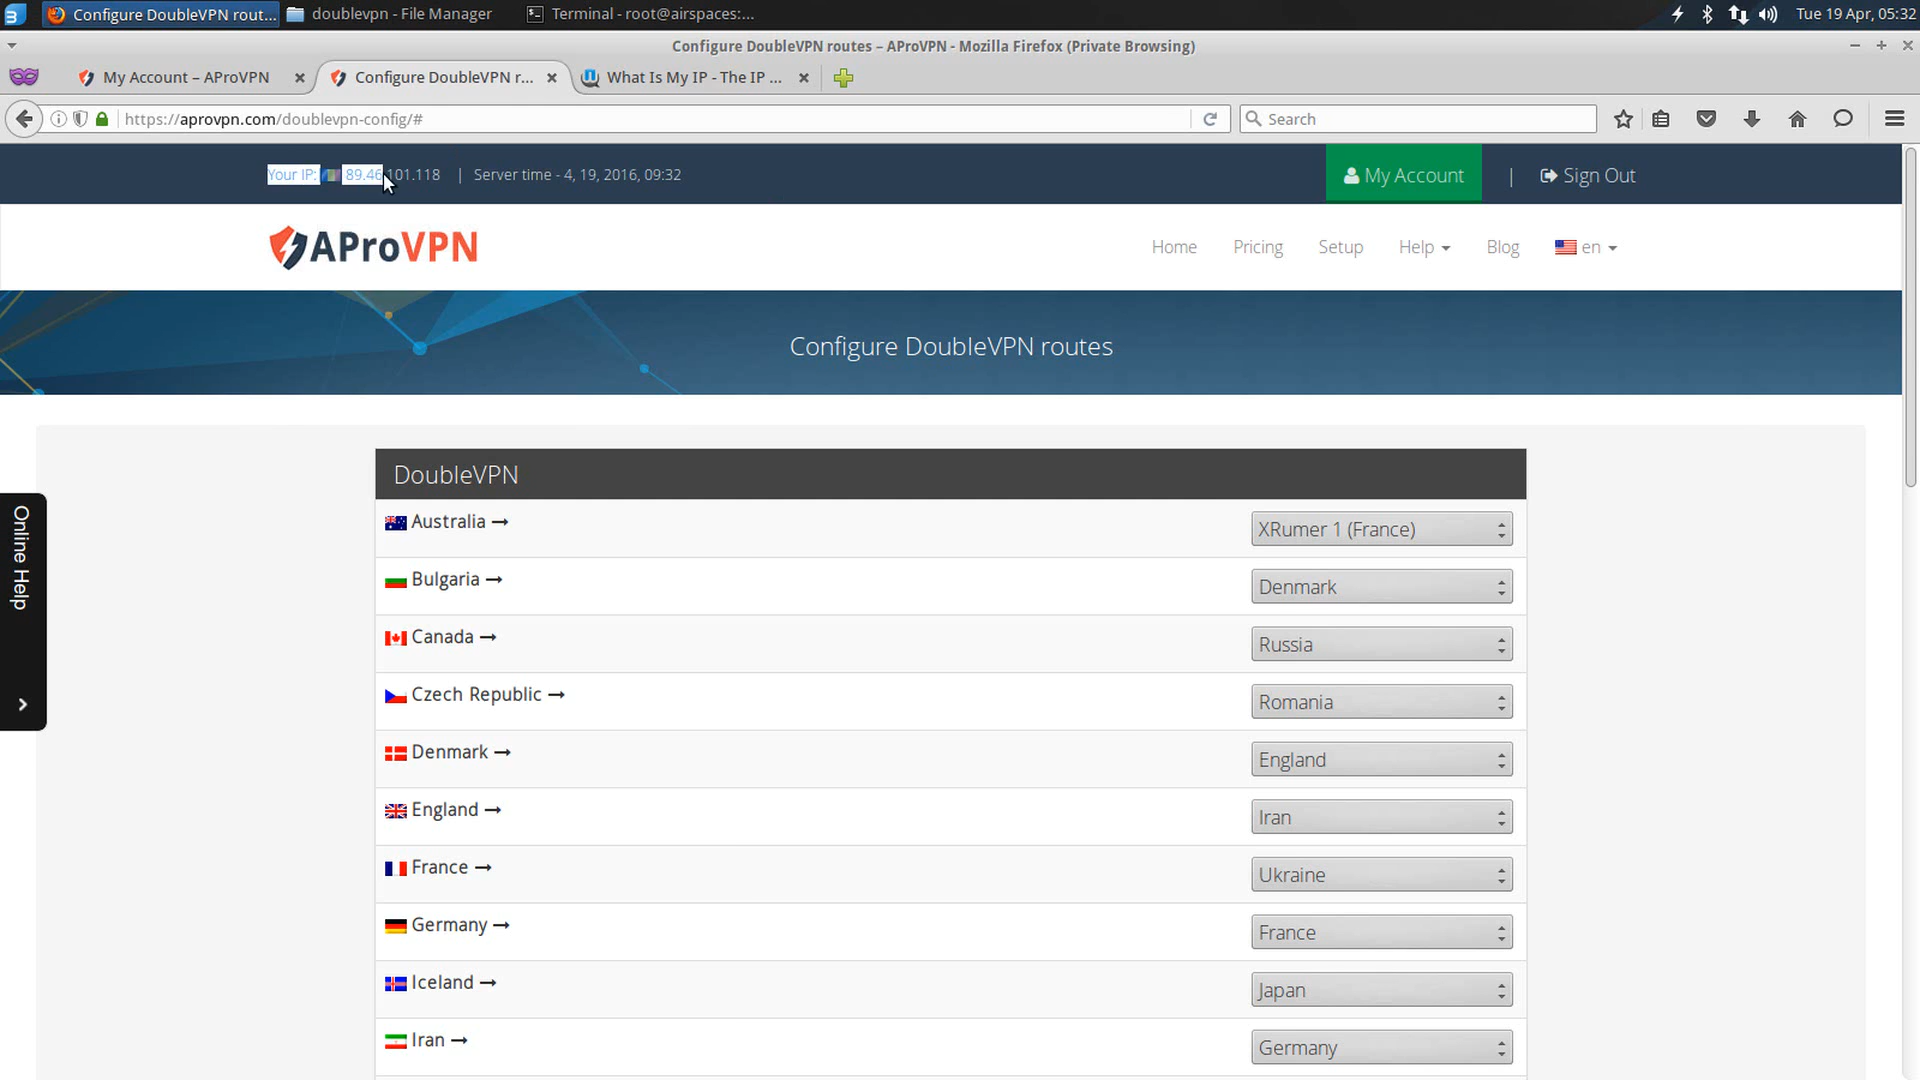 Configure DoubleVPN rout... doublevpn - File Manager Terminal - root@airspaces:... Tue 19 Apr, 05:32
Configure DoubleVPN routes – AProVPN - Mozilla Firefox (Private Browsing)
My Account – AProVPN Configure DoubleVPN r... What Is My IP - The IP ...
https://aprovpn.com/doublevpn-config/# Search
Your IP: 89.46.101.118 | Server time - 4, 19, 2016, 09:32 My Account | Sign Out
AProVPN Home Pricing Setup Help Blog en
Configure DoubleVPN routes
DoubleVPN
Australia → XRumer 1 (France)
Bulgaria → Denmark
Canada → Russia
Czech Republic → Romania
Denmark → England
England → Iran
France → Ukraine
Germany → France
Iceland → Japan
Iran → Germany
Online Help